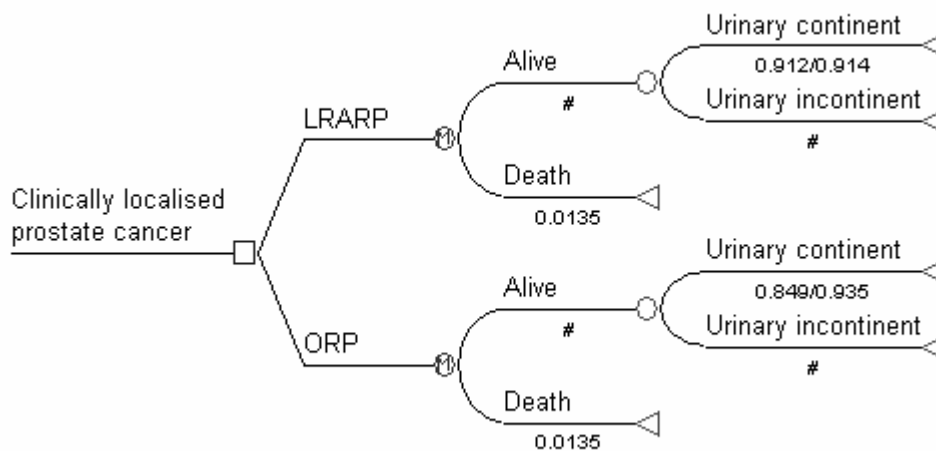 Urinary continent
0.912/0.914
Alive
#
Urinary incontinent
#
LRARP
M
Death
0.0135
Clinically localised
prostate cancer
Urinary continent
0.849/0.935
Alive
#
Urinary incontinent
#
ORP
M
Death
0.0135